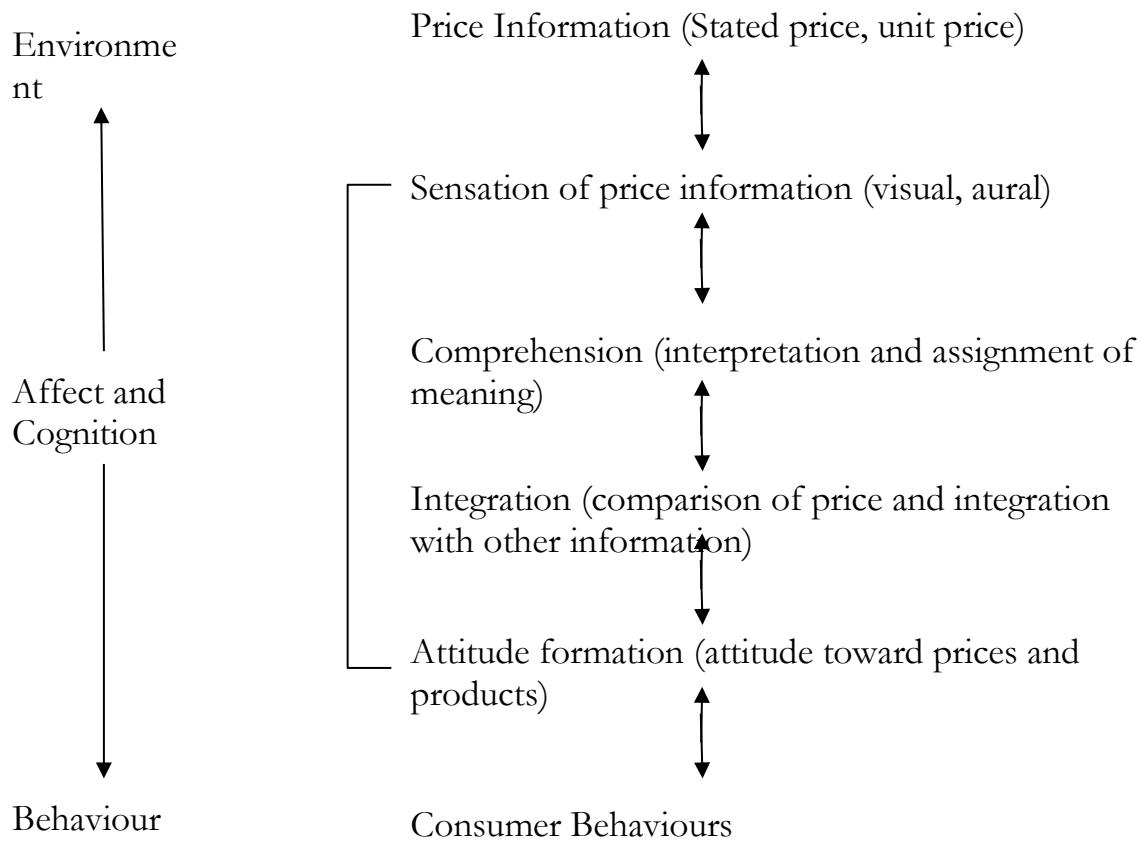 Environme
nt
Price Information (Stated price, unit price)
Sensation of price information (visual, aural)
Affect and
Cognition
Comprehension (interpretation and assignment of
meaning)
Integration (comparison of price and integration
with other information)
Attitude formation (attitude toward prices and
products)
Behaviour
Consumer Behaviours